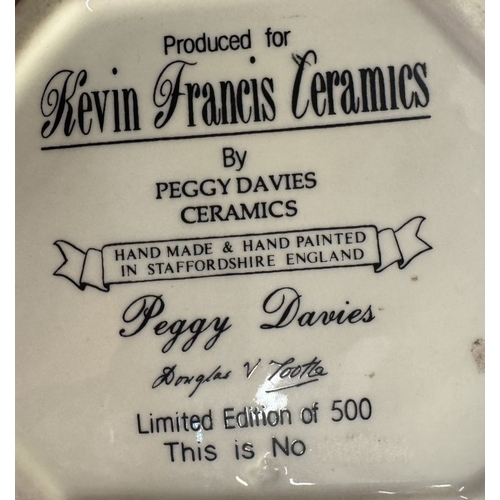 Produced for
Kevin Francis Ceramics
By
PEGGY DAVIES
CERAMICS
HAND MADE & HAND PAINTED
IN STAFFORDSHIRE ENGLAND
Peggy Davies
Douglas V Tootle
Limited Edition of 500
This is No